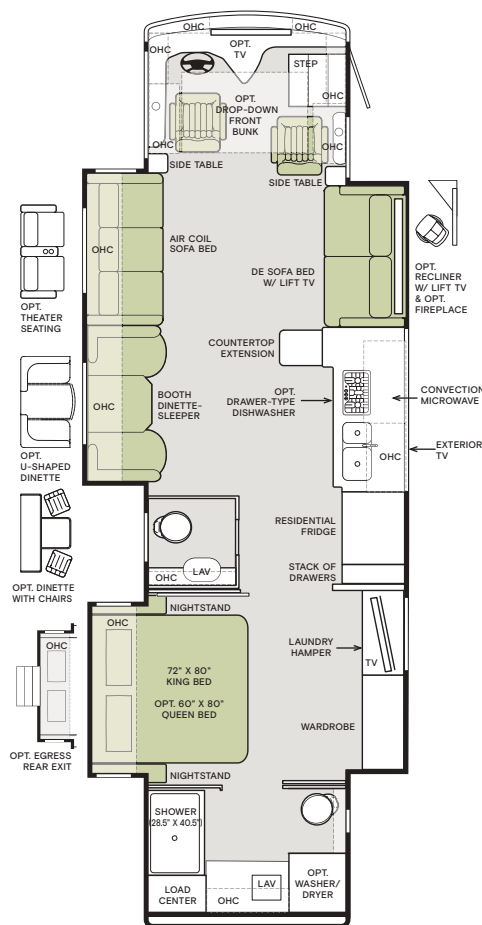 OHC
OHC
OPT.
TV
OHC
STEP
OHC
OPT.
DROP-DOWN
FRONT
BUNK
OHC
OHC
SIDE TABLE
SIDE TABLE
OHC
AIR COIL
SOFA BED
DE SOFA BED
W/ LIFT TV
OPT.
RECLINER
W/ LIFT TV
& OPT.
FIREPLACE
OPT.
THEATER
SEATING
COUNTERTOP
EXTENSION
OPT.
DRAWER-TYPE
DISHWASHER
CONVECTION
MICROWAVE
OHC
BOOTH
DINETTE-
SLEEPER
EXTERIOR
TV
OHC
OPT.
U-SHAPED
DINETTE
RESIDENTIAL
FRIDGE
STACK OF
DRAWERS
LAV
OHC
OPT. DINETTE
WITH CHAIRS
NIGHTSTAND
OHC
OHC
LAUNDRY
HAMPER
TV
72" X 80"
KING BED
OPT. 60" X 80"
QUEEN BED
WARDROBE
OPT. EGRESS
REAR EXIT
NIGHTSTAND
SHOWER
(28.5" X 40.5")
LOAD
CENTER
OHC
LAV
OPT.
WASHER/
DRYER